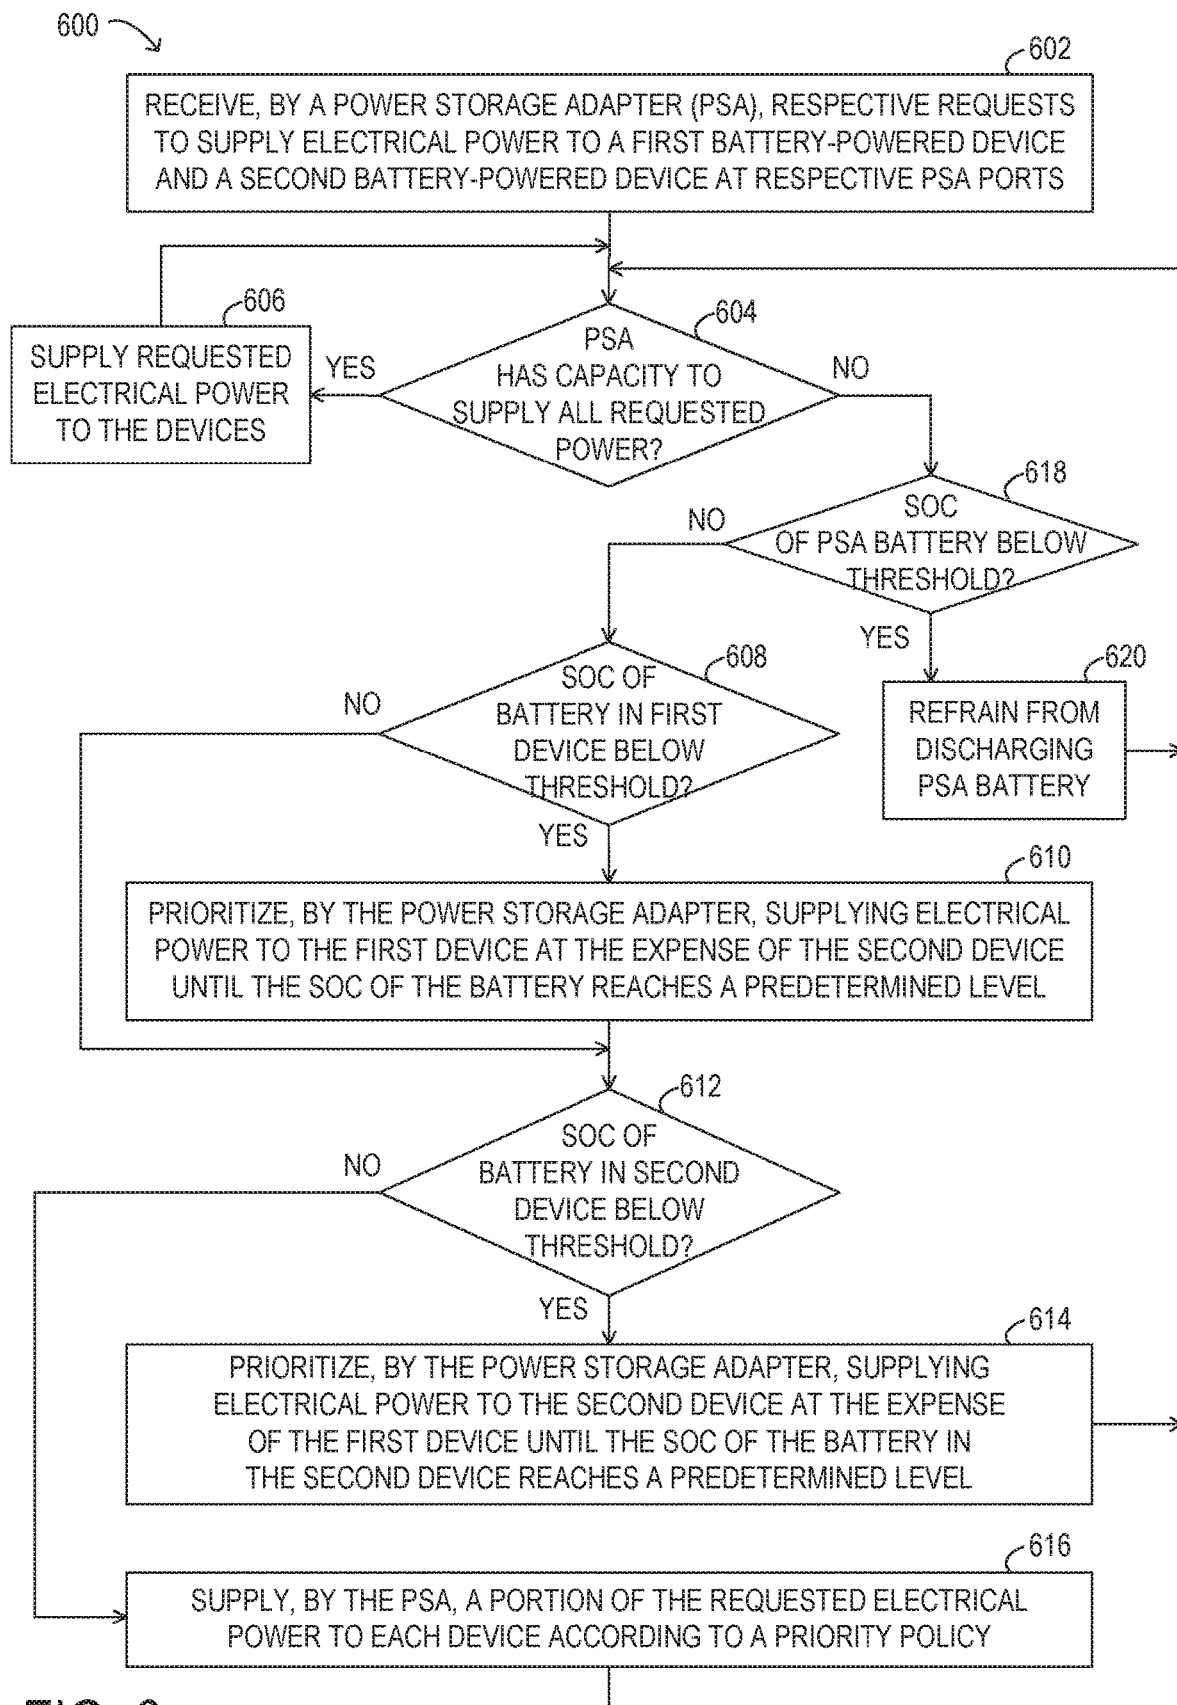 600
602
RECEIVE, BY A POWER STORAGE ADAPTER (PSA), RESPECTIVE REQUESTS
TO SUPPLY ELECTRICAL POWER TO A FIRST BATTERY-POWERED DEVICE
AND A SECOND BATTERY-POWERED DEVICE AT RESPECTIVE PSA PORTS
606
SUPPLY REQUESTED
ELECTRICAL POWER
TO THE DEVICES
YES
604
PSA
HAS CAPACITY TO
SUPPLY ALL REQUESTED
POWER?
NO
618
SOC
OF PSA BATTERY BELOW
THRESHOLD?
NO
YES
620
REFRAIN FROM
DISCHARGING
PSA BATTERY
608
SOC OF
BATTERY IN FIRST
DEVICE BELOW
THRESHOLD?
NO
YES
610
PRIORITIZE, BY THE POWER STORAGE ADAPTER, SUPPLYING ELECTRICAL
POWER TO THE FIRST DEVICE AT THE EXPENSE OF THE SECOND DEVICE
UNTIL THE SOC OF THE BATTERY REACHES A PREDETERMINED LEVEL
612
SOC OF
BATTERY IN SECOND
DEVICE BELOW
THRESHOLD?
NO
YES
614
PRIORITIZE, BY THE POWER STORAGE ADAPTER, SUPPLYING
ELECTRICAL POWER TO THE SECOND DEVICE AT THE EXPENSE
OF THE FIRST DEVICE UNTIL THE SOC OF THE BATTERY IN
THE SECOND DEVICE REACHES A PREDETERMINED LEVEL
616
SUPPLY, BY THE PSA, A PORTION OF THE REQUESTED ELECTRICAL
POWER TO EACH DEVICE ACCORDING TO A PRIORITY POLICY